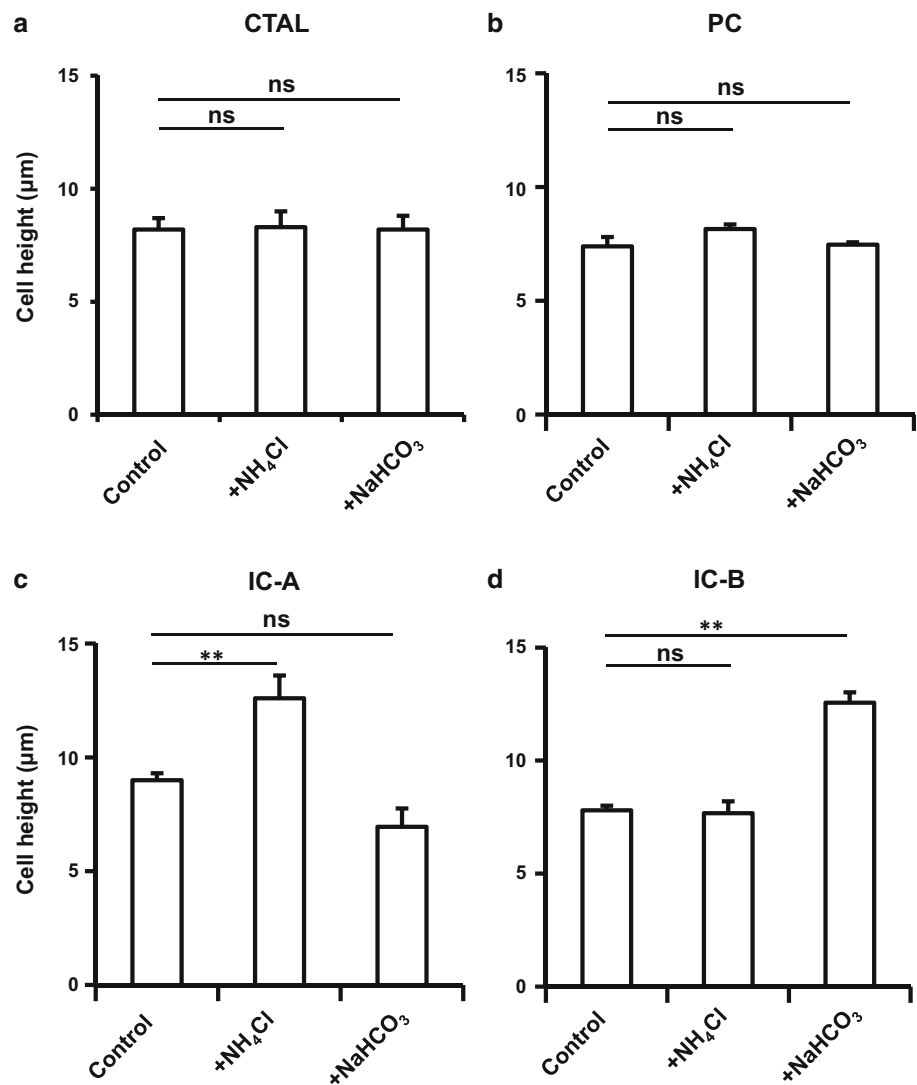 a CTAL
ns
ns
15
10
5
0
Cell height (µm)
Control
+NH₄Cl
+NaHCO₃
b PC
ns
ns
15
10
5
0
Control
+NH₄Cl
+NaHCO₃
c IC-A
ns
**
15
10
5
0
Cell height (µm)
Control
+NH₄Cl
+NaHCO₃
d IC-B
**
ns
15
10
5
0
Control
+NH₄Cl
+NaHCO₃